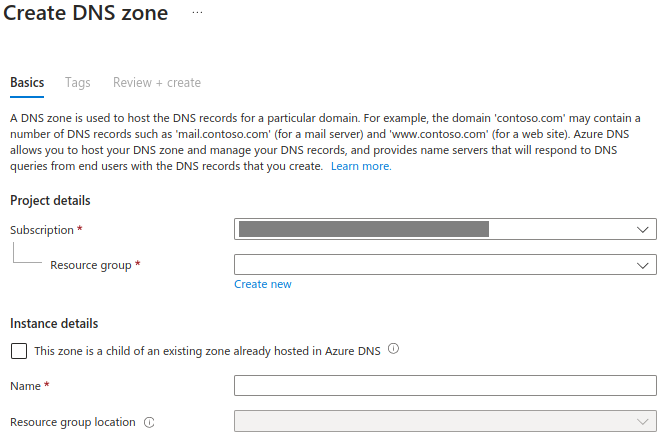 Create DNS zone ...
Basics Tags Review + create
A DNS zone is used to host the DNS records for a particular domain. For example, the domain 'contoso.com' may contain a
number of DNS records such as 'mail.contoso.com' (for a mail server) and 'www.contoso.com' (for a web site). Azure DNS
allows you to host your DNS zone and manage your DNS records, and provides name servers that will respond to DNS
queries from end users with the DNS records that you create. Learn more.
Project details
Subscription *
Resource group *
Create new
Instance details
This zone is a child of an existing zone already hosted in Azure DNS
Name *
Resource group location